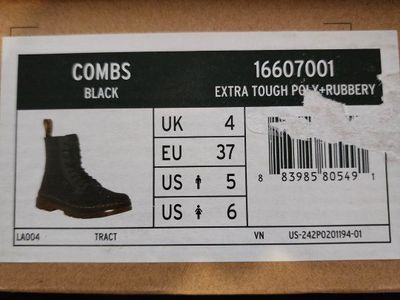 COMBS
BLACK
16607001
EXTRA TOUGH POLY+RUBBERY
UK 4
EU 37
US 5
US 6
8 83985 80549 1
LA004 TRACT VN US-242P0201194-01